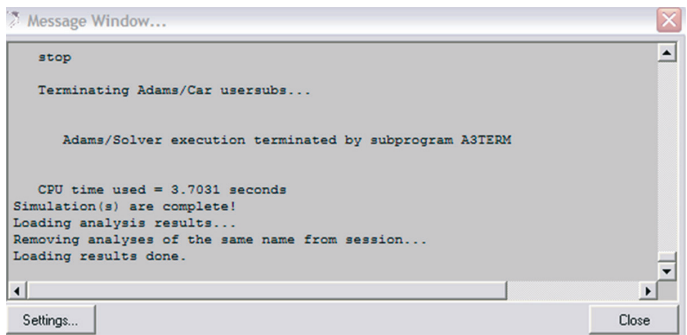 Message Window...
stop
Terminating Adams/Car usersubs...
Adams/Solver execution terminated by subprogram A3TERM
CPU time used = 3.7031 seconds
Simulation(s) are complete!
Loading analysis results...
Removing analyses of the same name from session...
Loading results done.
Settings...
Close